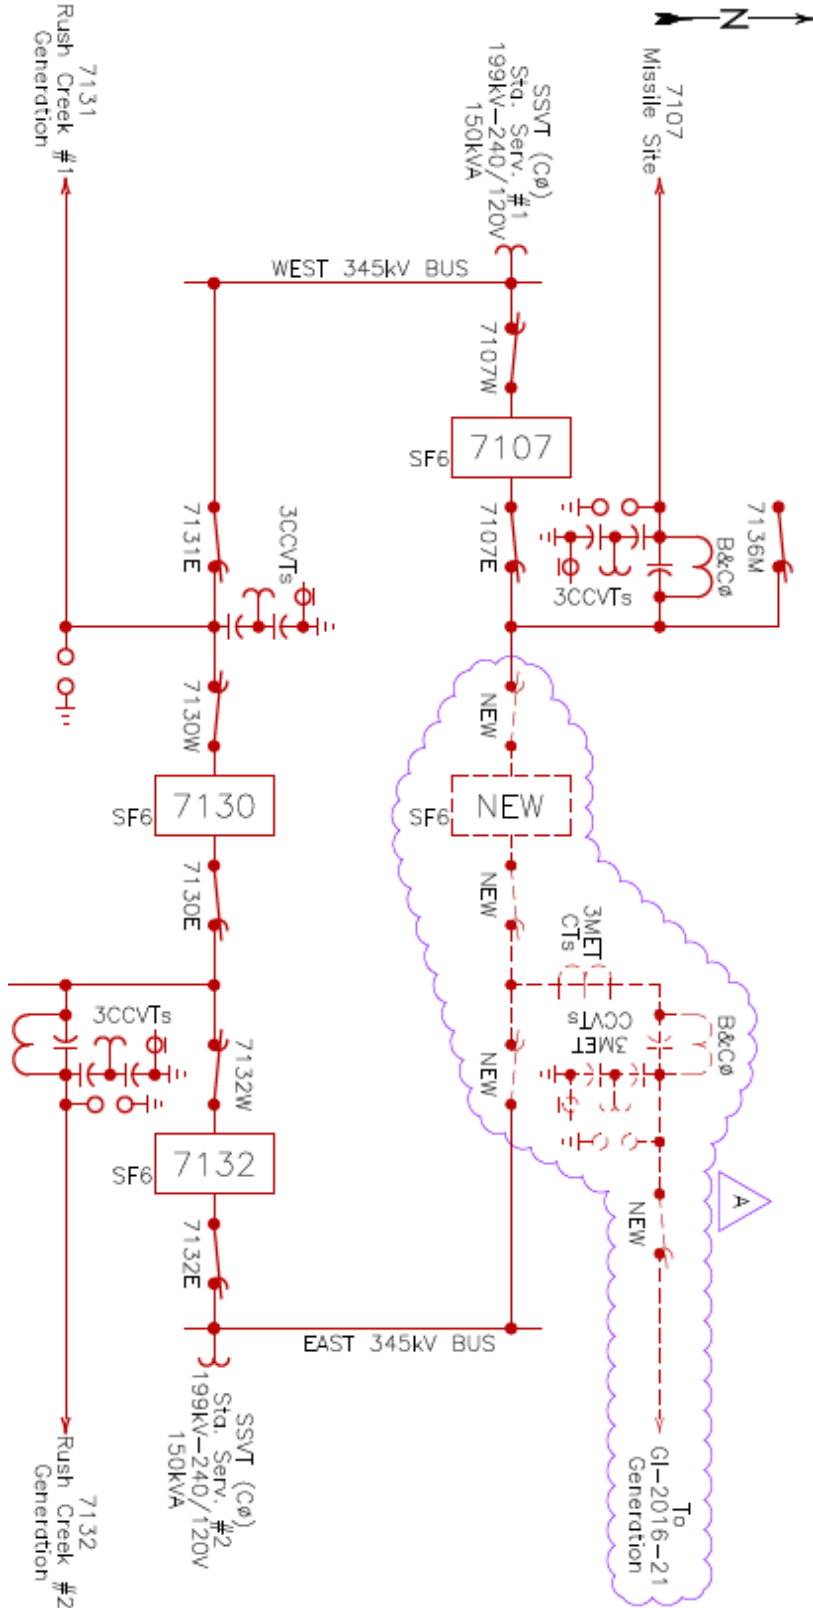 N
7107
Missile Site
SSVT (CØ)
Sta. Serv. #1
199kV-240/120V
150kVA
7131
Rush Creek #1
Generation
WEST 345kV BUS
7107W
SF6
7107
7107E
7136M
B&CØ
3CCVTs
7131E
3CCVTs
7130W
SF6
7130
7130E
NEW
SF6
NEW
NEW
3MET
CTs
3MET
CCVTs
B&CØ
NEW
NEW
A
3CCVTs
7132W
SF6
7132
7132E
EAST 345kV BUS
To
GI-2016-21
Generation
SSVT (CØ)
Sta. Serv. #2
199kV-240/120V
150kVA
7132
Rush Creek #2
Generation